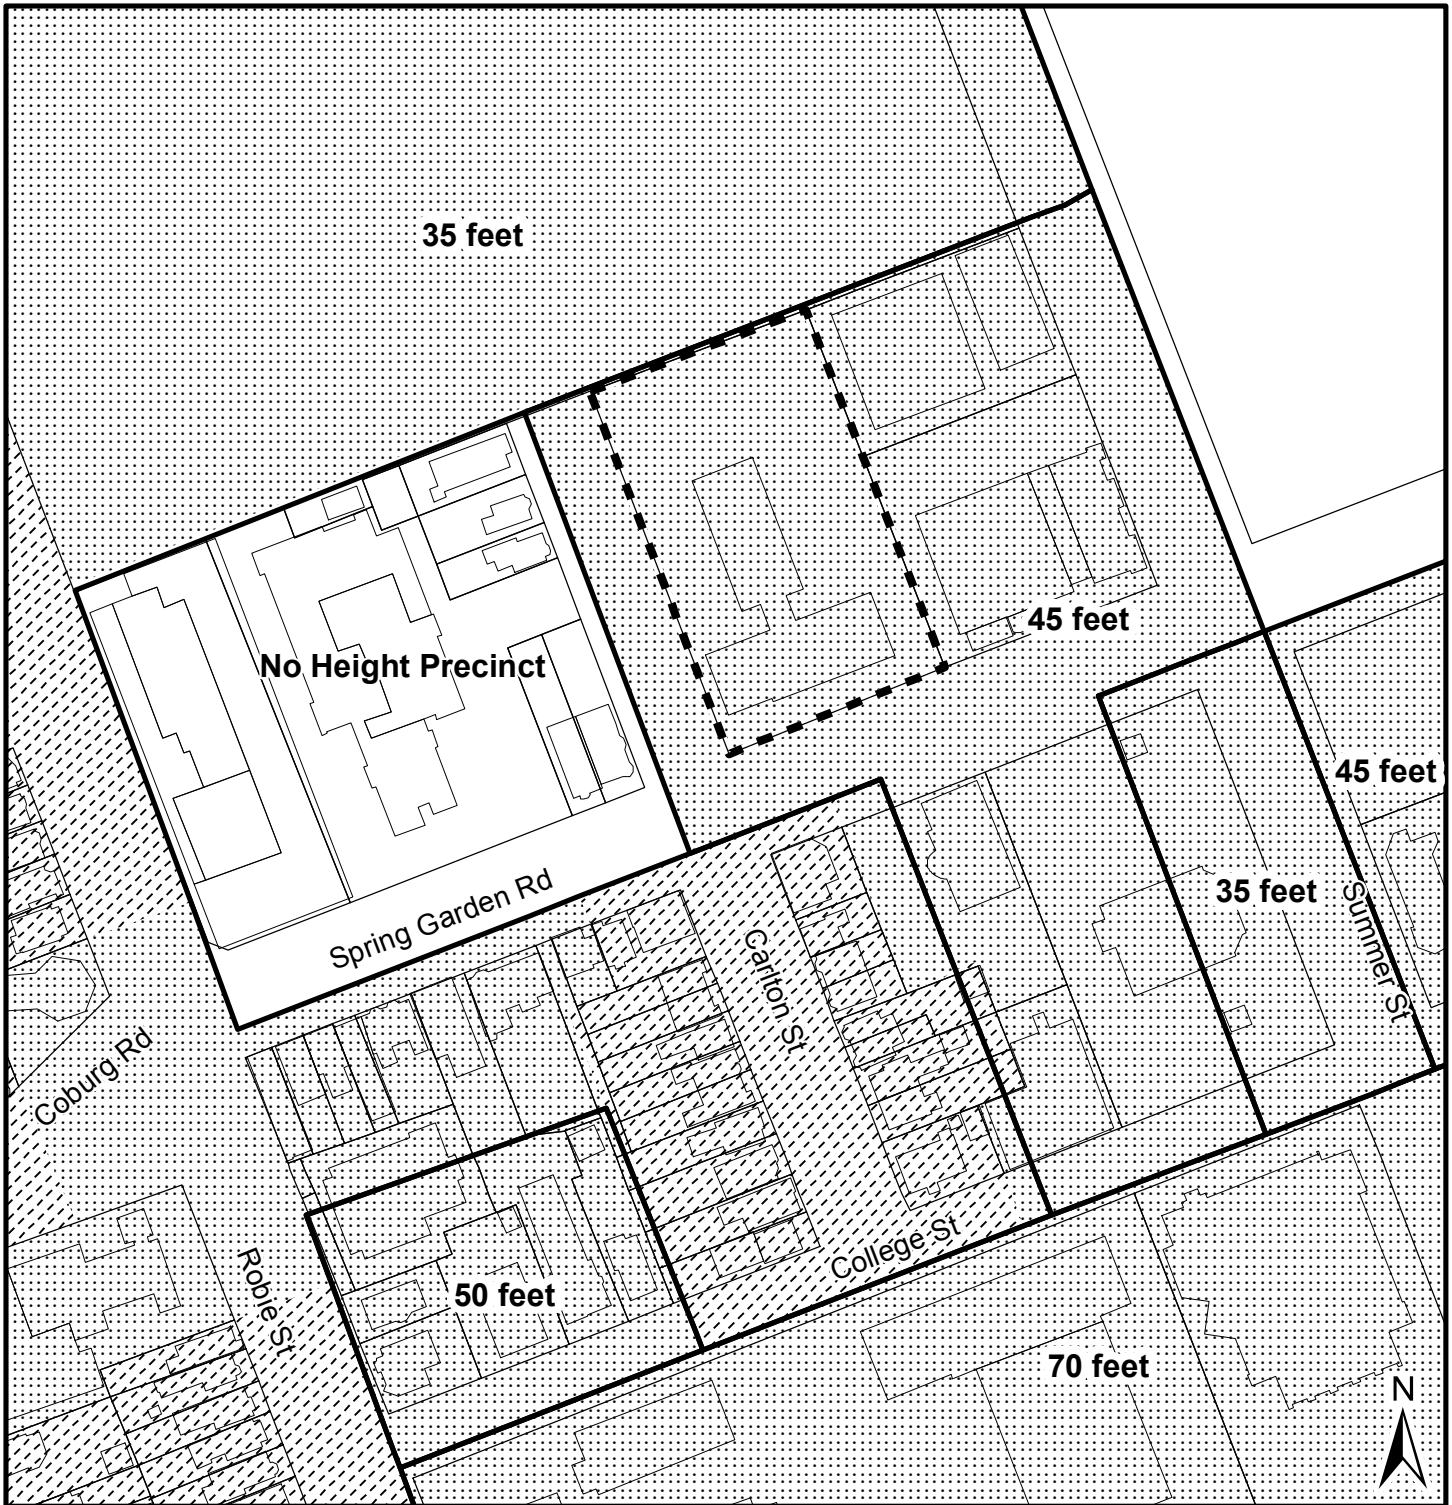 35 feet
45 feet
No Height Precinct
45 feet
35 feet
Spring Garden Rd
Summer St
Carlton St
Coburg Rd
College St
Robie St
50 feet
70 feet
N